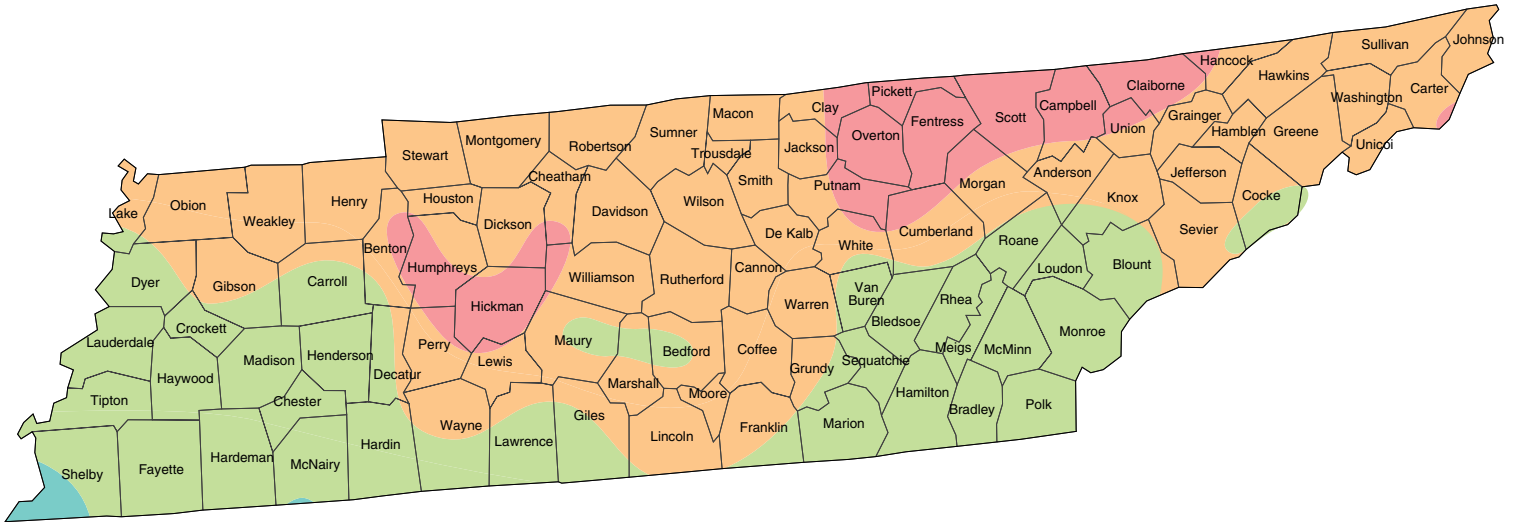 Johnson
Sullivan
Hancock
Hawkins
Carter
Claiborne
Pickett
Washington
Campbell
Clay
Scott
Grainger
Macon
Fentress
Union
Hamblen
Greene
Sumner
Overton
Montgomery
Robertson
Jackson
Unicoi
Stewart
Trousdale
Anderson
Jefferson
Cheatham
Smith
Putnam
Morgan
Knox
Cocke
Houston
Henry
Wilson
Obion
Lake
Davidson
Weakley
Dickson
De Kalb
Cumberland
Sevier
Roane
Benton
White
Humphreys
Cannon
Loudon
Blount
Williamson
Rutherford
Dyer
Gibson
Carroll
Van
Buren
Rhea
Hickman
Warren
Bledsoe
Crockett
Monroe
Lauderdale
Perry
Maury
Bedford
Coffee
Meigs
McMinn
Madison
Henderson
Lewis
Sequatchie
Grundy
Haywood
Decatur
Marshall
Moore
Hamilton
Tipton
Chester
Bradley
Polk
Wayne
Giles
Marion
Franklin
Lincoln
Lawrence
Hardin
Hardeman
McNairy
Fayette
Shelby